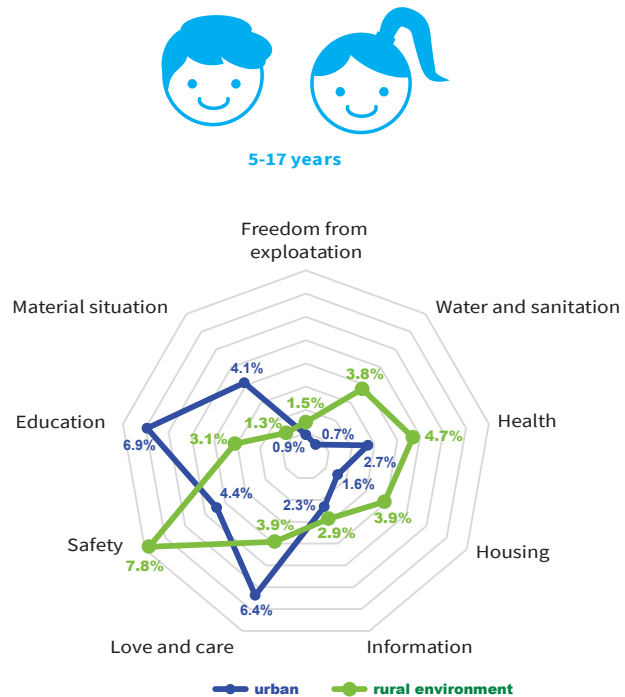 5-17 years
Freedom from
exploatation
Material situation
Water and sanitation
4.1%
3.8%
1.5%
1.3%
0.7%
Education
Health
3.1%
0.9%
4.7%
6.9%
2.7%
1.6%
4.4%
2.3%
3.9%
3.9%
2.9%
Safety
Housing
7.8%
6.4%
Love and care
Information
urban
rural environment